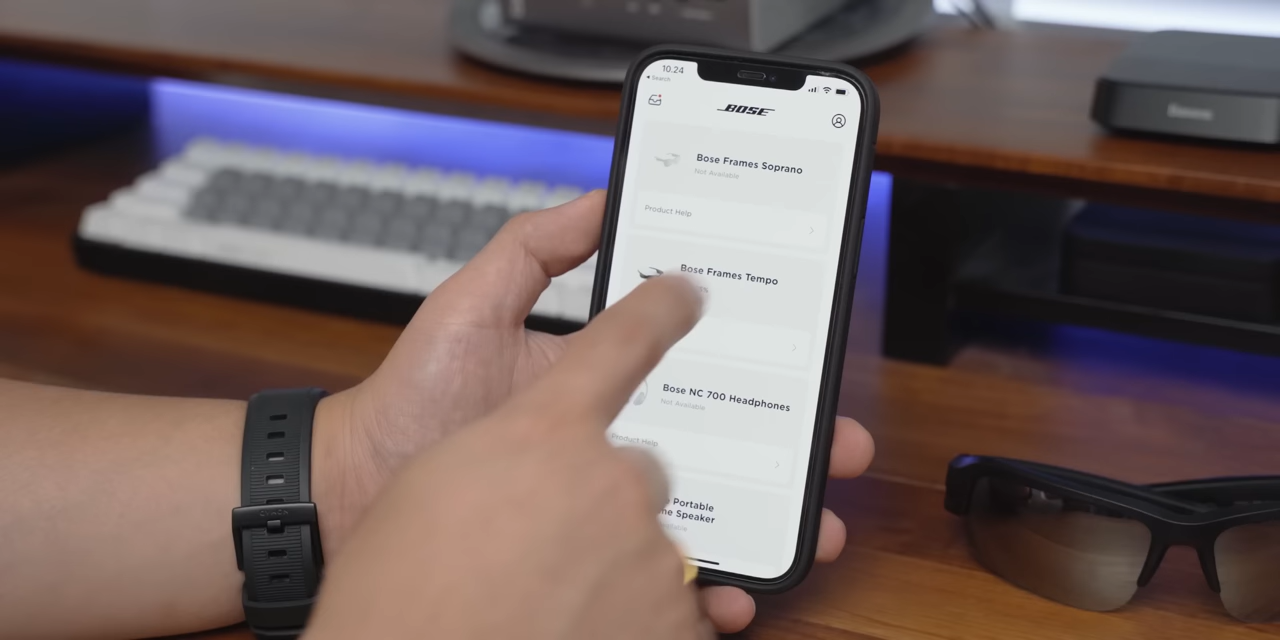 10.24
Search
BOSE
Bose Frames Soprano
Not Available
Product Help
Bose Frames Tempo
Bose NC 700 Headphones
Not Available
Product Help
Portable
Speaker